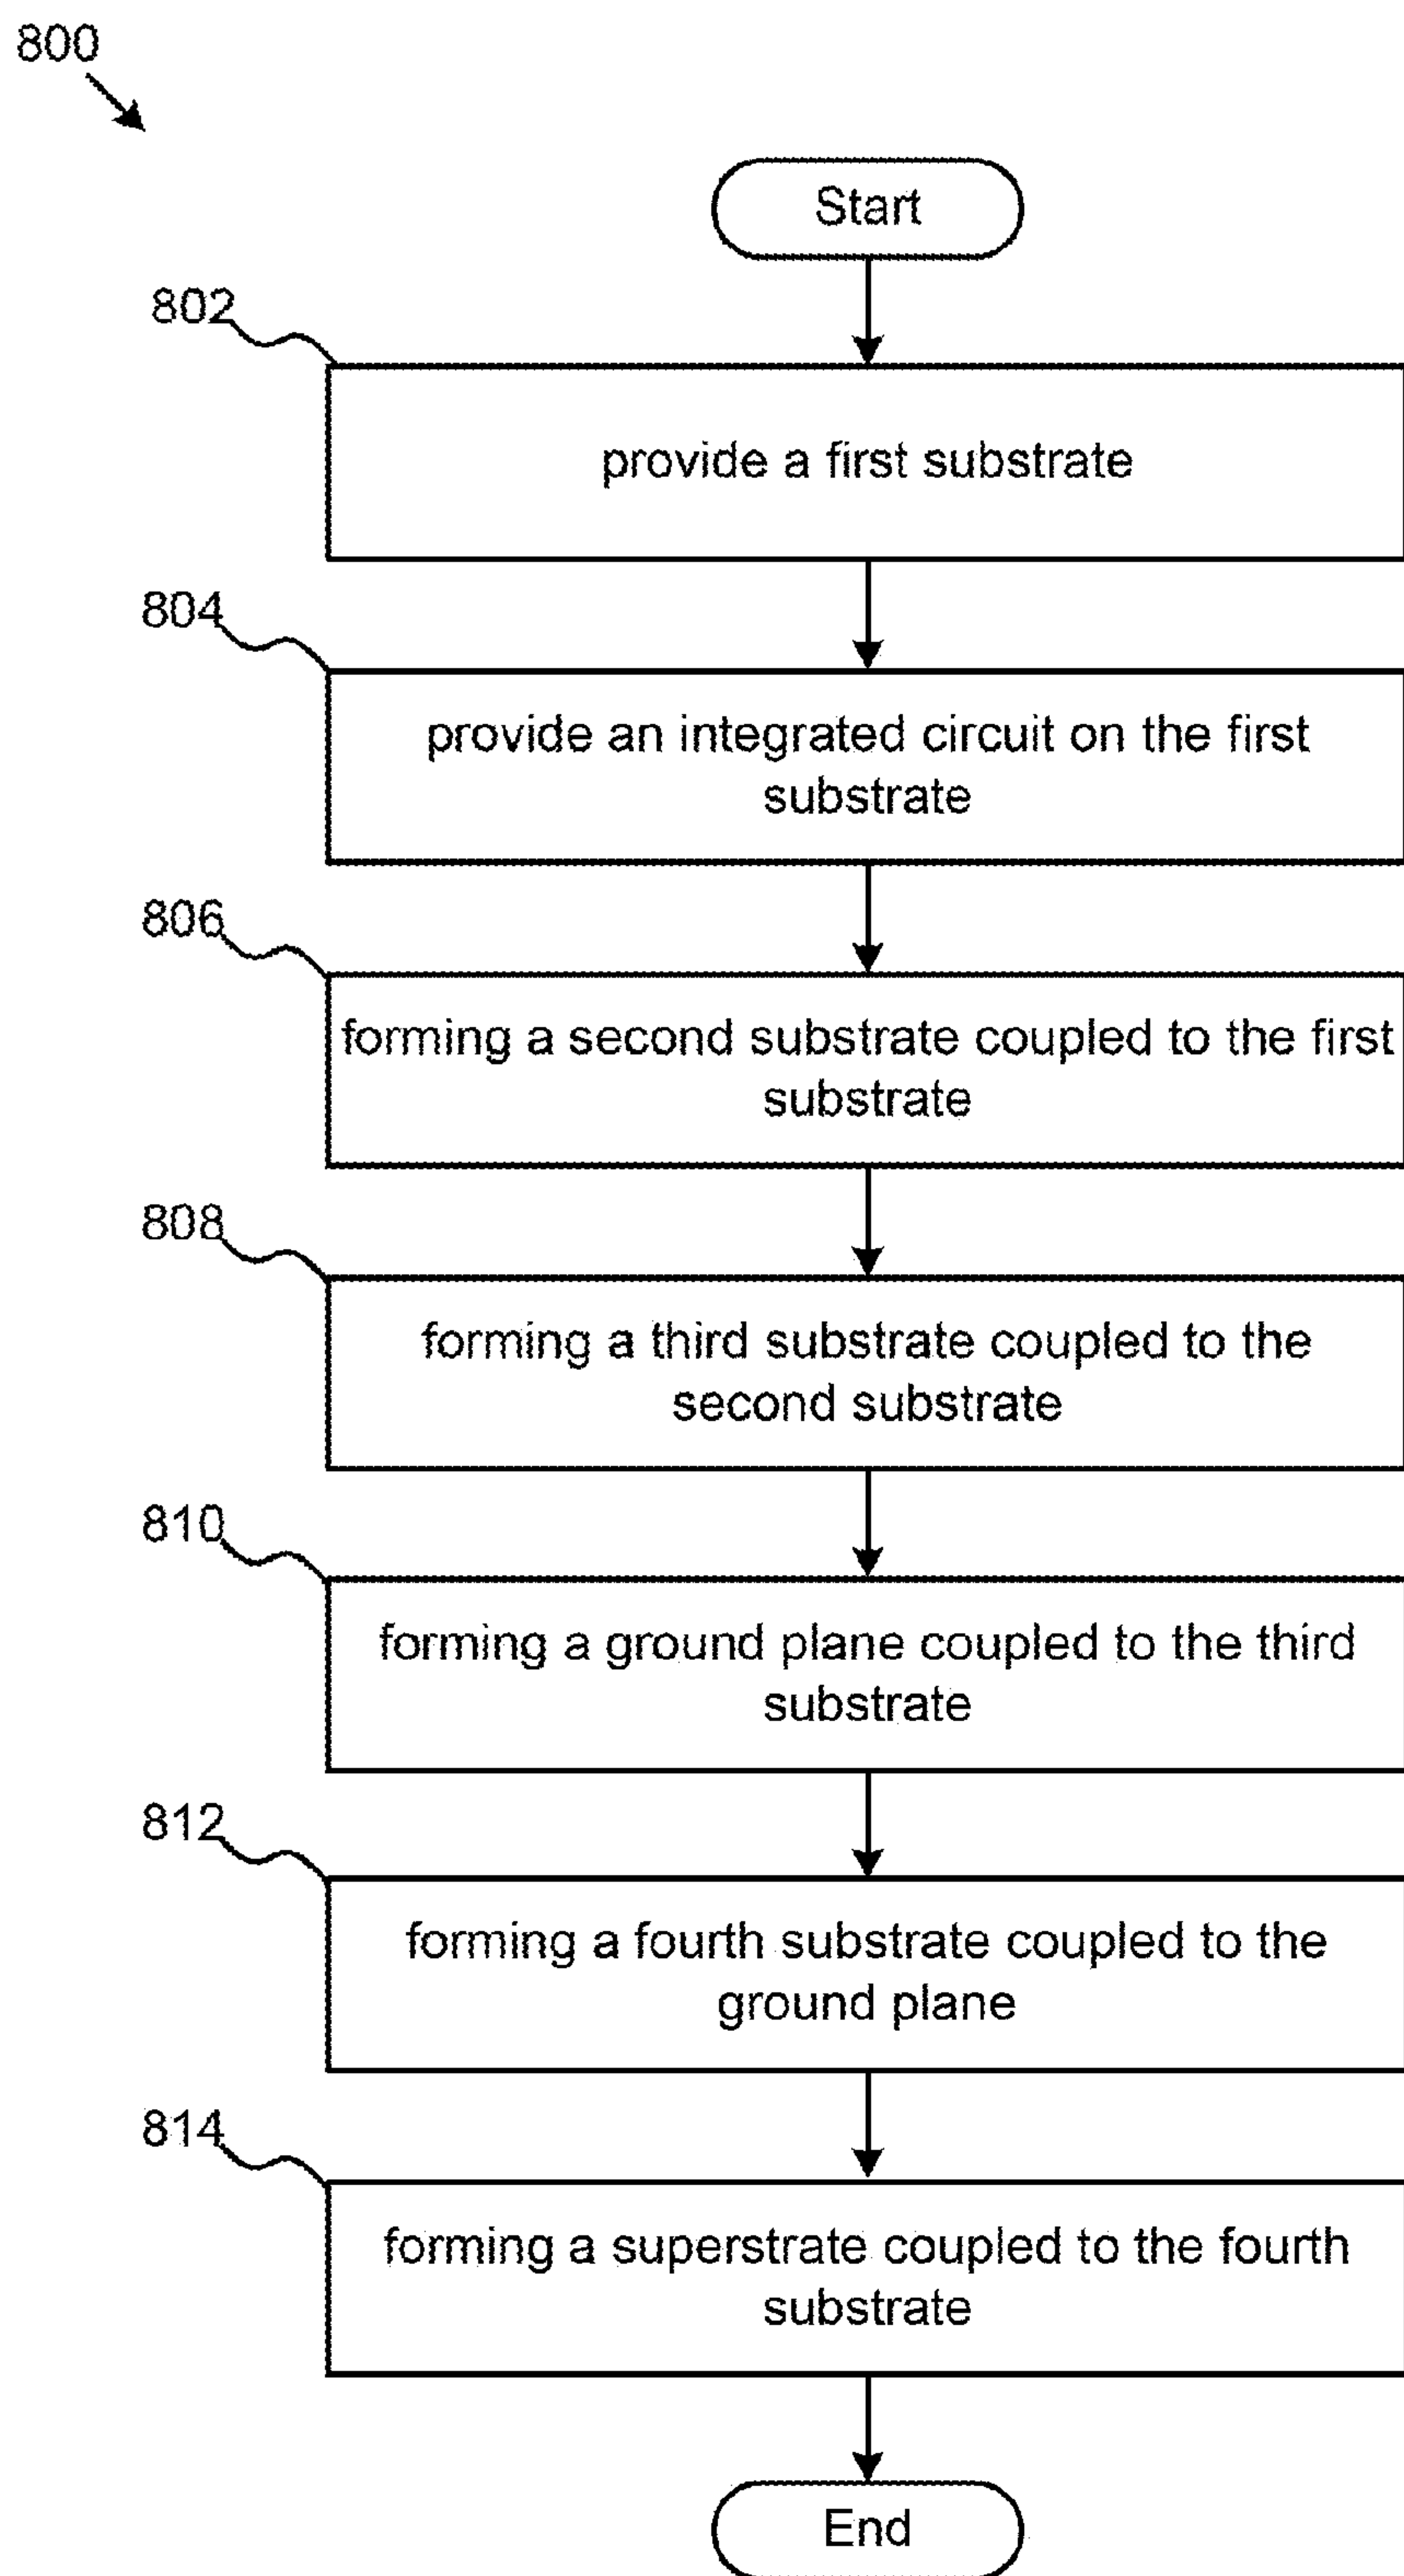 800
Start
802
provide a first substrate
804
provide an integrated circuit on the first
substrate
806
forming a second substrate coupled to the first
substrate
808
forming a third substrate coupled to the
second substrate
810
forming a ground plane coupled to the third
substrate
812
forming a fourth substrate coupled to the
ground plane
814
forming a superstrate coupled to the fourth
substrate
End